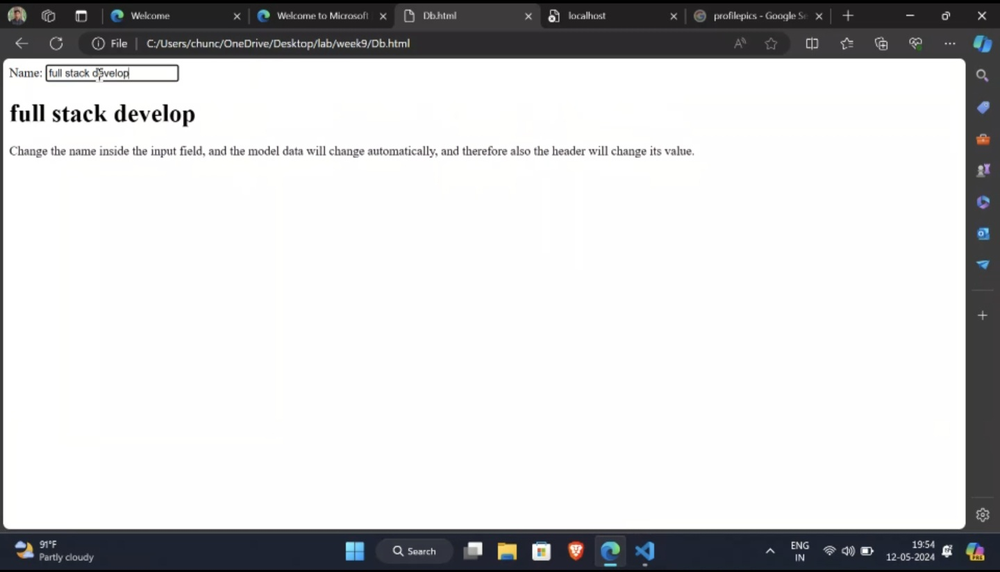 Welcome
Welcome to Microsoft
Db.html
localhost
profilepics - Google Se
File
C:/Users/chunc/OneDrive/Desktop/lab/week9/Db.html
Name: full stack develop
full stack develop
Change the name inside the input field, and the model data will change automatically, and therefore also the header will change its value.
91°F
Partly cloudy
Search
ENG
IN
19:54
12-05-2024
PRE